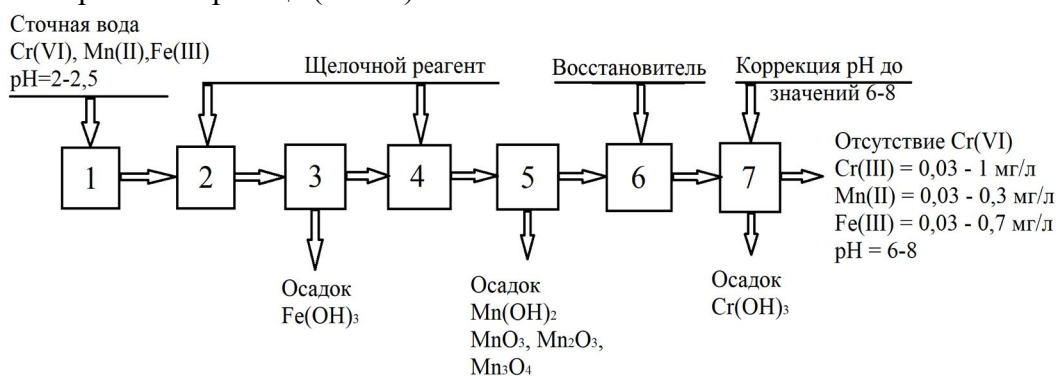 Сточная вода
Cr(VI), Mn(II),Fe(III)
pH=2-2,5
Щелочной реагент
Восстановитель
Коррекция pH до
значений 6-8
1
2
3
4
5
6
7
Отсутствие Cr(VI)
Cr(III) = 0,03 - 1 мг/л
Mn(II) = 0,03 - 0,3 мг/л
Fe(III) = 0,03 - 0,7 мг/л
pH = 6-8
Осадок
Fe(OH)₃
Осадок
Mn(OH)₂
MnO₃, Mn₂O₃,
Mn₃O₄
Осадок
Cr(OH)₃